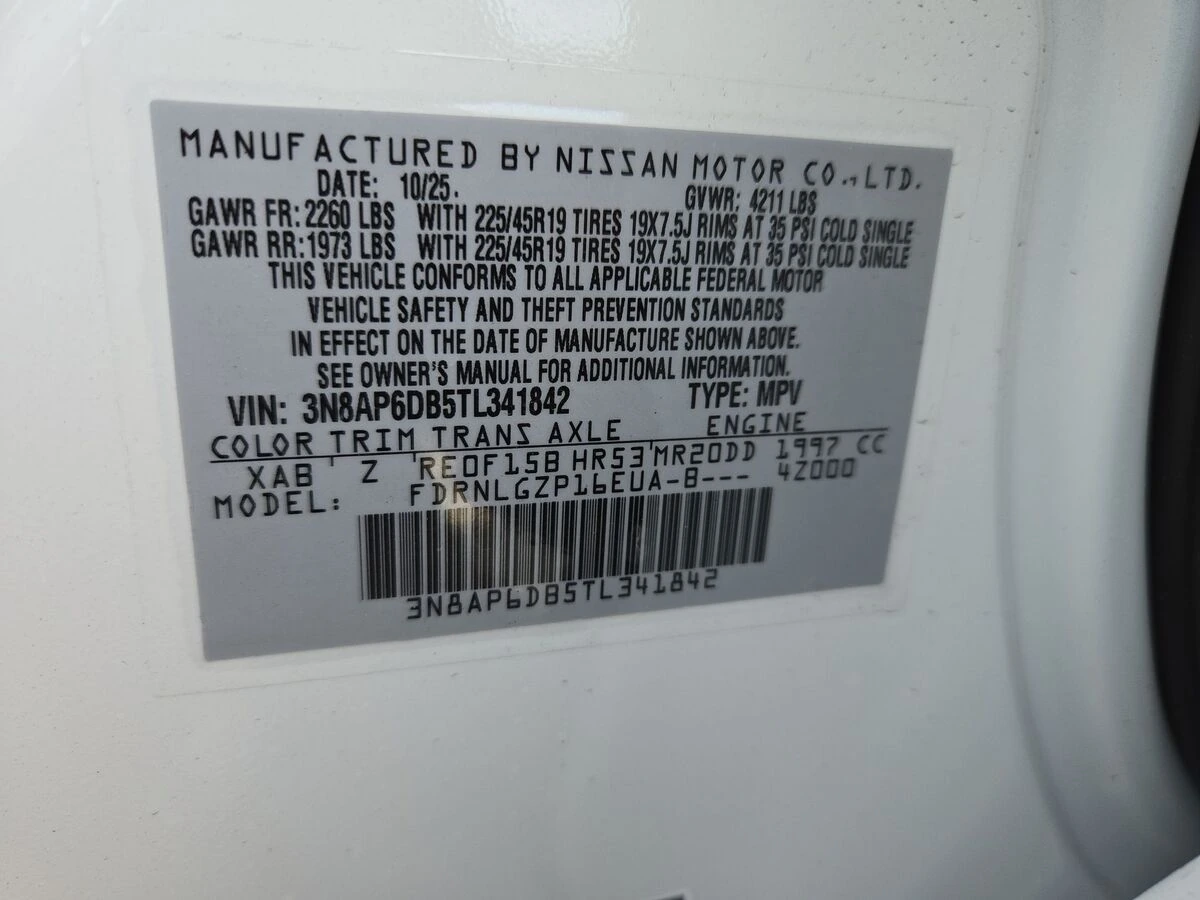 MANUFACTURED BY NISSAN MOTOR CO., LTD.
DATE: 10/25. GVWR: 4211 LBS
GAWR FR: 2260 LBS WITH 225/45R19 TIRES 19X7.5J RIMS AT 35 PSI COLD SINGLE
GAWR RR: 1973 LBS WITH 225/45R19 TIRES 19X7.5J RIMS AT 35 PSI COLD SINGLE
THIS VEHICLE CONFORMS TO ALL APPLICABLE FEDERAL MOTOR
VEHICLE SAFETY AND THEFT PREVENTION STANDARDS
IN EFFECT ON THE DATE OF MANUFACTURE SHOWN ABOVE.
SEE OWNER'S MANUAL FOR ADDITIONAL INFORMATION.
VIN: 3N8AP6DB5TL341842 TYPE: MPV
COLOR TRIM TRANS AXLE ENGINE
XAB Z RE0F15B HR53 MR20DD 1997 CC
MODEL: FDRNLGZP16EUA-B--- 4Z000
3N8AP6DB5TL341842